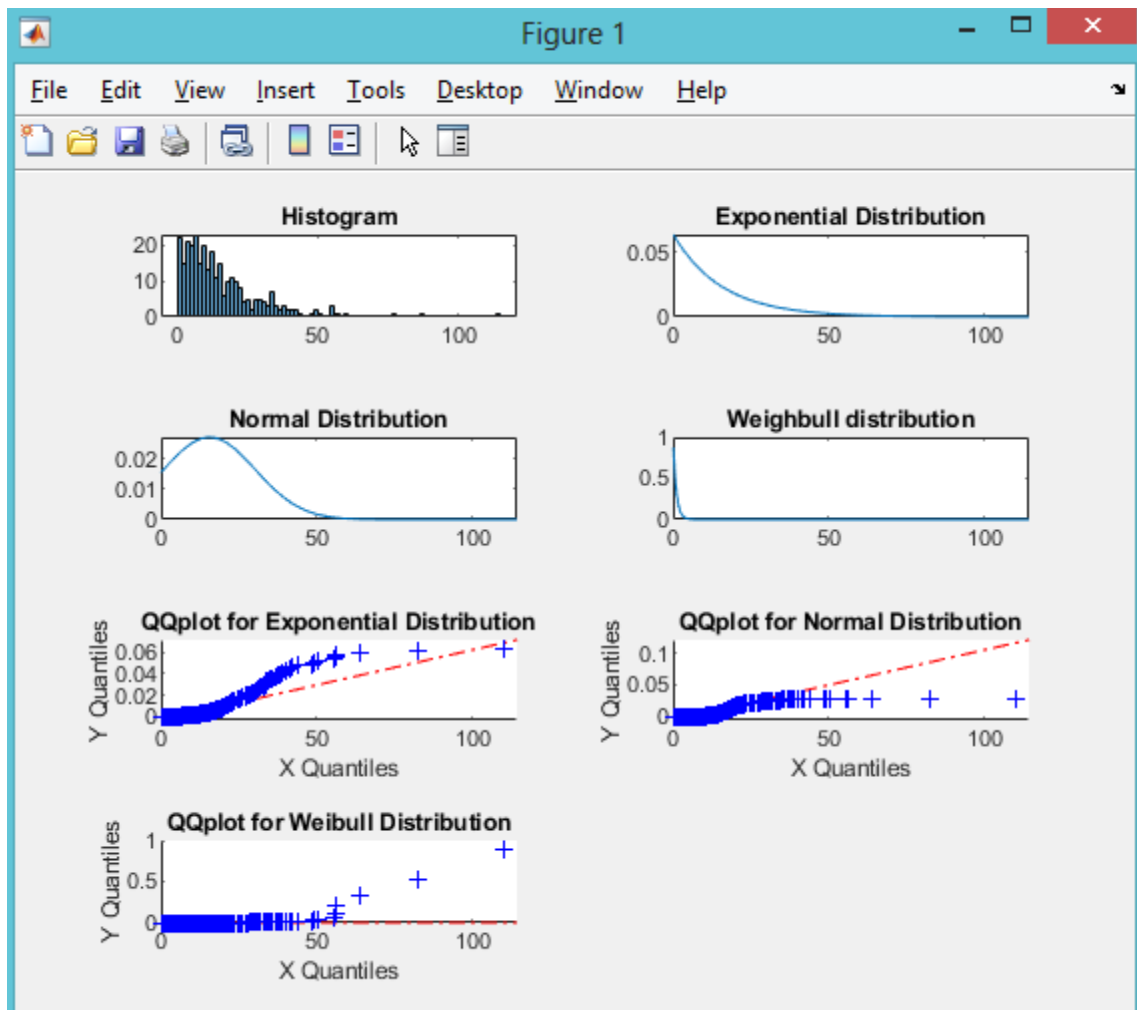 Figure 1
File Edit View Insert Tools Desktop Window Help
Histogram
20
10
0
0 50 100
Exponential Distribution
0.05
0
0 50 100
Normal Distribution
0.02
0.01
0
0 50 100
Weighbull distribution
1
0.5
0
0 50 100
QQplot for Exponential Distribution
Y Quantiles
0.06
0.04
0.02
0
0 50 100
X Quantiles
QQplot for Normal Distribution
Y Quantiles
0.1
0.05
0
0 50 100
X Quantiles
QQplot for Weibull Distribution
Y Quantiles
1
0.5
0
0 50 100
X Quantiles